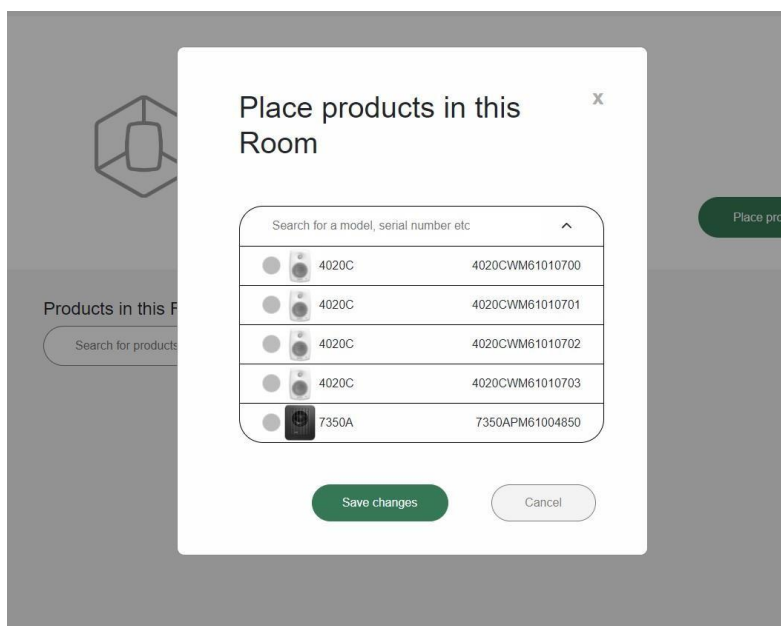 Place products in this
Room
x
Search for a model, serial number etc
4020C 4020CWM61010700
4020C 4020CWM61010701
4020C 4020CWM61010702
4020C 4020CWM61010703
7350A 7350APM61004850
Save changes
Cancel
Place pro
Products in this
Search for products